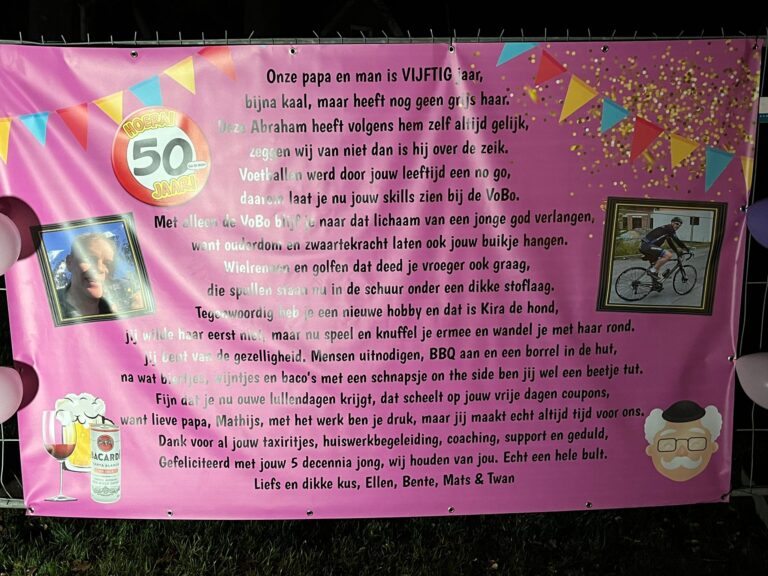 Onze papa en man is VIJFTIG jaar,
bijna kaal, maar heeft nog geen grijs haar.
Deze Abraham heeft volgens hem zelf altijd gelijk,
zeggen wij van niet dan is hij over de zeik.
Voetballen werd door jouw leeftijd een no go,
daarom laat je nu jouw skills zien bij de VoBo.
Met alleen de VoBo blijf je naar dat lichaam van een jonge god verlangen,
want ouderdom en zwaartekracht laten ook jouw buikje hangen.
Wielrennen en golfen dat deed je vroeger ook graag,
die spullen staan nu in de schuur onder een dikke stoflaag.
Tegenwoordig heb je een nieuwe hobby en dat is Kira de hond,
jij wilde haar eerst niet, maar nu speel en knuffel je ermee en wandel je met haar rond.
Jij bent van de gezelligheid. Mensen uitnodigen, BBQ aan en een borrel in de hut,
na wat biertjes, wijntjes en baco's met een schnapsje on the side ben jij wel een beetje tut.
Fijn dat je nu ouwe lullendagen krijgt, dat scheelt op jouw vrije dagen coupons,
want lieve papa, Mathijs, met het werk ben je druk, maar jij maakt echt altijd tijd voor ons.
Dank voor al jouw taxiritjes, huiswerkbegeleiding, coaching, support en geduld,
Gefeliciteerd met jouw 5 decennia jong, wij houden van jou. Echt een hele bult.
Liefs en dikke kus, Ellen, Bente, Mats & Twan
HOERA!
50
JAAR!
BACARDI